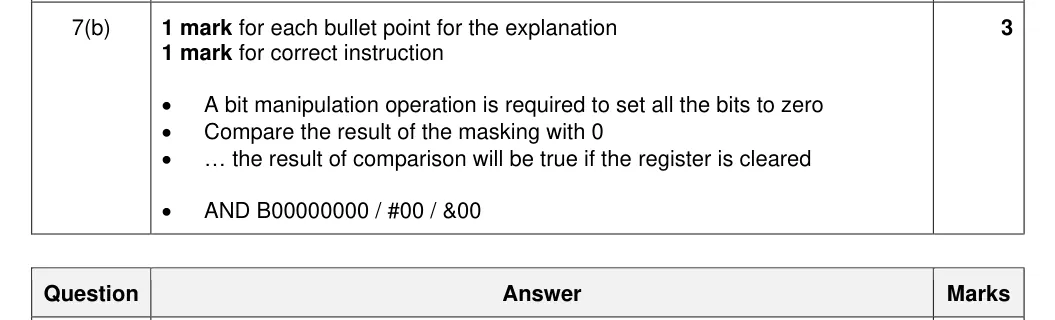 7(b) 1 mark for each bullet point for the explanation 3
1 mark for correct instruction
• A bit manipulation operation is required to set all the bits to zero
• Compare the result of the masking with 0
• … the result of comparison will be true if the register is cleared
• AND B00000000 / #00 / &00
Question Answer Marks